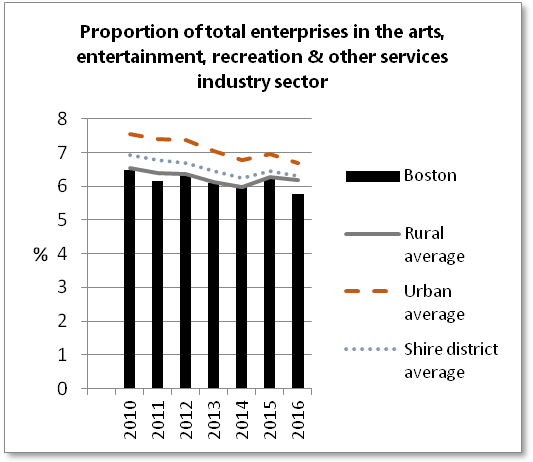 Proportion of total enterprises in the arts,
entertainment, recreation & other services
industry sector
8
7
6
5
4
3
2
1
0
%
2010
2011
2012
2013
2014
2015
2016
Boston
Rural
average
Urban
average
Shire district
average